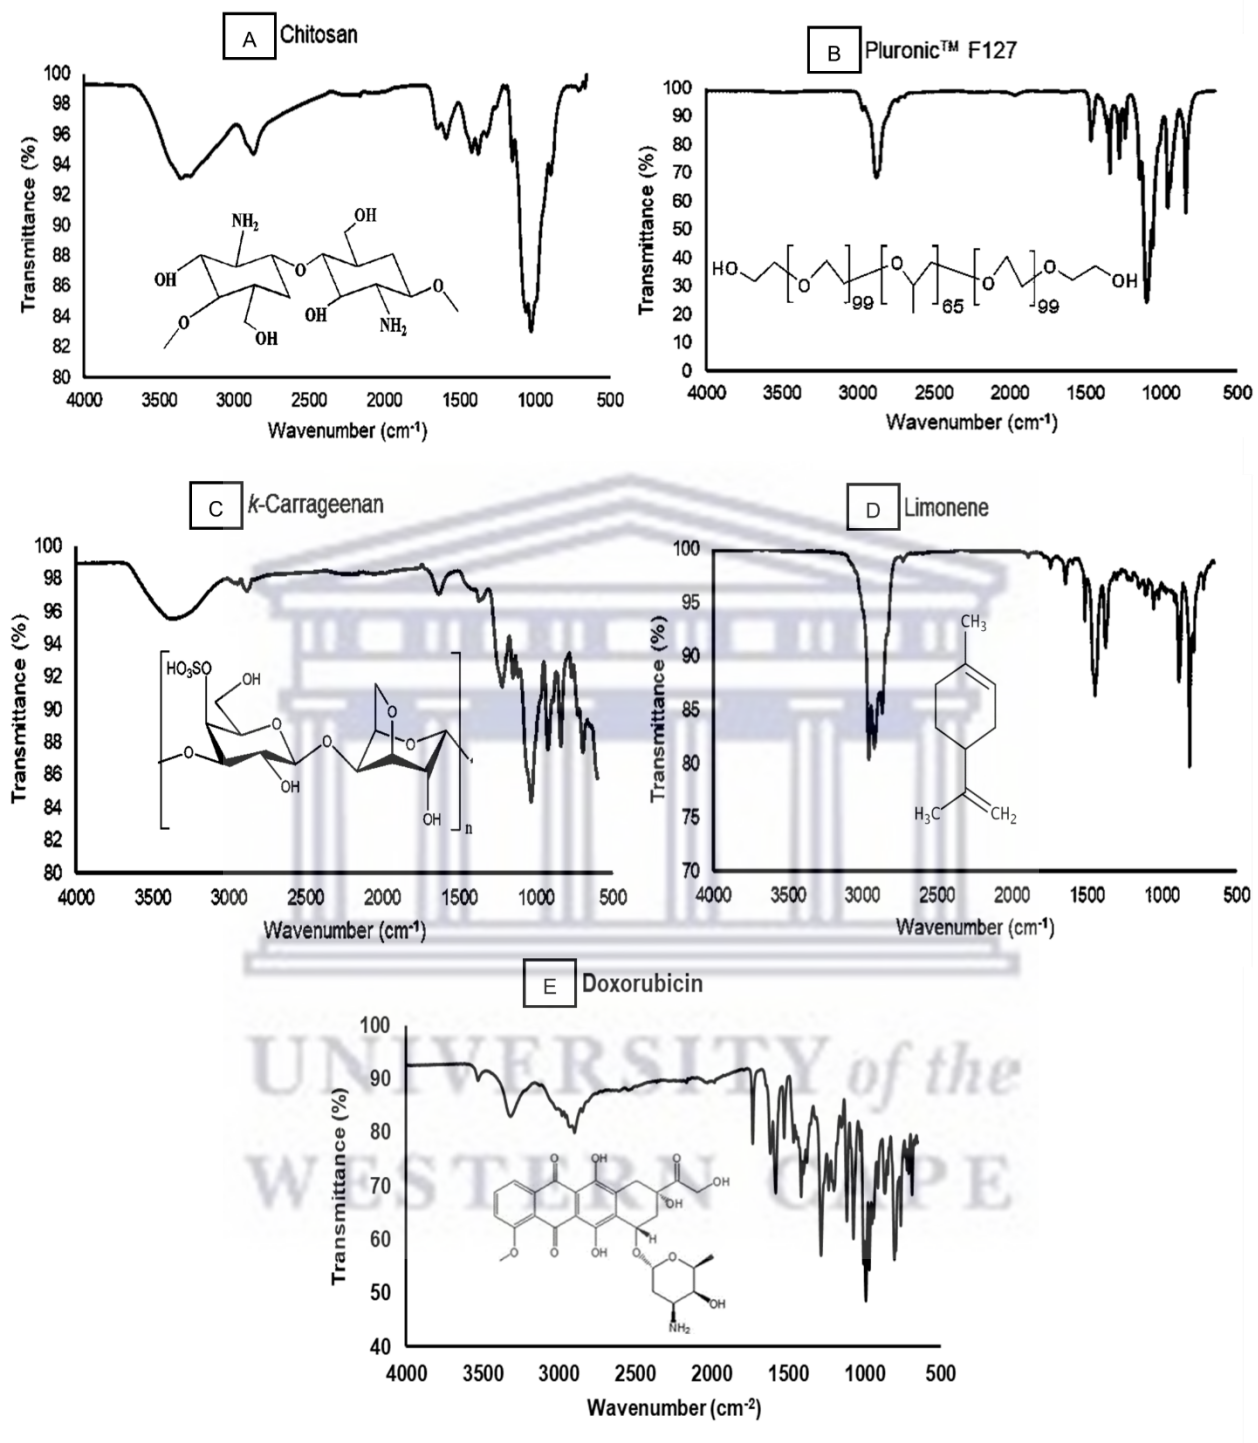 A Chitosan
Transmittance (%)
100
98
96
94
92
90
88
86
84
82
80
NH2
OH
OH
O
O
O
OH
OH
NH2
4000 3500 3000 2500 2000 1500 1000 500
Wavenumber (cm-1)
B Pluronic™ F127
Transmittance (%)
100
90
80
70
60
50
40
30
20
10
0
HO O 99 O 65 O 99 O OH
4000 3500 3000 2500 2000 1500 1000 500
Wavenumber (cm-1)
C k-Carrageenan
Transmittance (%)
100
98
96
94
92
90
88
86
84
82
80
HO3SO
OH
O
O
O
O
O
OH
OH
n
4000 3500 3000 2500 2000 1500 1000 500
Wavenumber (cm-1)
D Limonene
Transmittance (%)
100
95
90
85
80
75
70
CH3
H3C
CH2
4000 3500 3000 2500 2000 1500 1000 500
Wavenumber (cm-1)
E Doxorubicin
Transmittance (%)
100
90
80
70
60
50
40
O OH O
OH
OH
H
O O OH O O
OH
NH2
4000 3500 3000 2500 2000 1500 1000 500
Wavenumber (cm-2)
UNIVERSITY of the
WESTERN CAPE